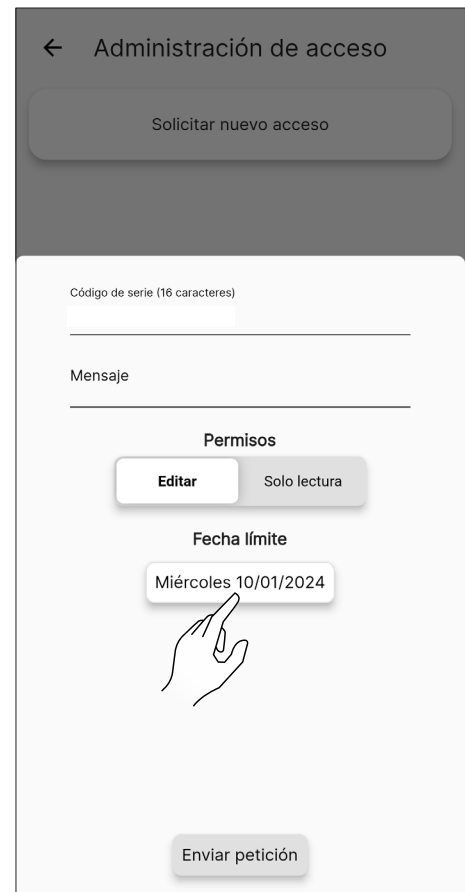 Administración de acceso
Solicitar nuevo acceso
Código de serie (16 caracteres)
Mensaje
Permisos
Editar Solo lectura
Fecha límite
Miércoles 10/01/2024
Enviar petición